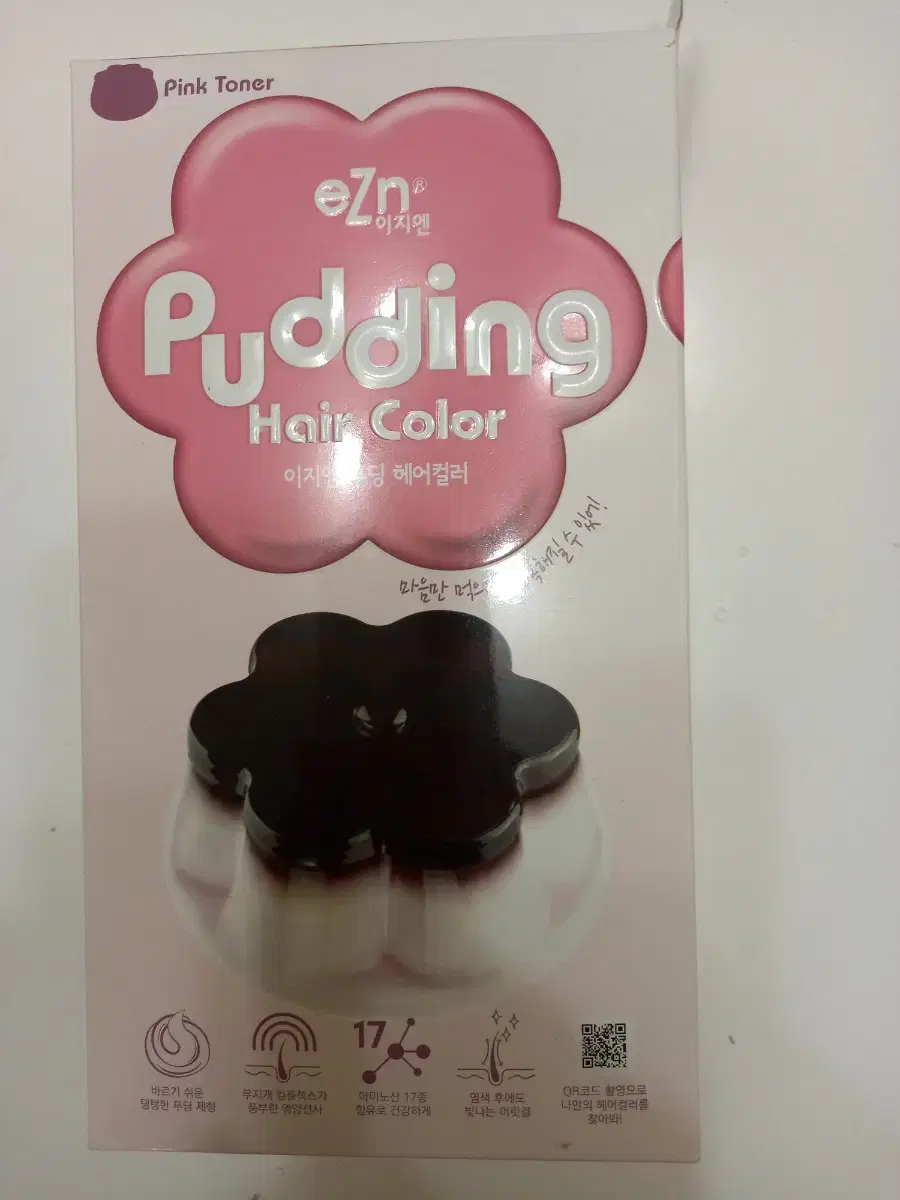 Pink Toner
eZn®
이지엔
Pudding
Hair Color
헤어컬러
마음만 수 있어!
17
바르기 쉬운
탱탱한 푸딩 제형
무지개 컴플렉스가
풍부한 영양선사
아미노산 17종
함유로 건강하게
염색 후에도
빛나는 머릿결
QR코드 촬영으로
나만의 헤어컬러를
찾아봐!